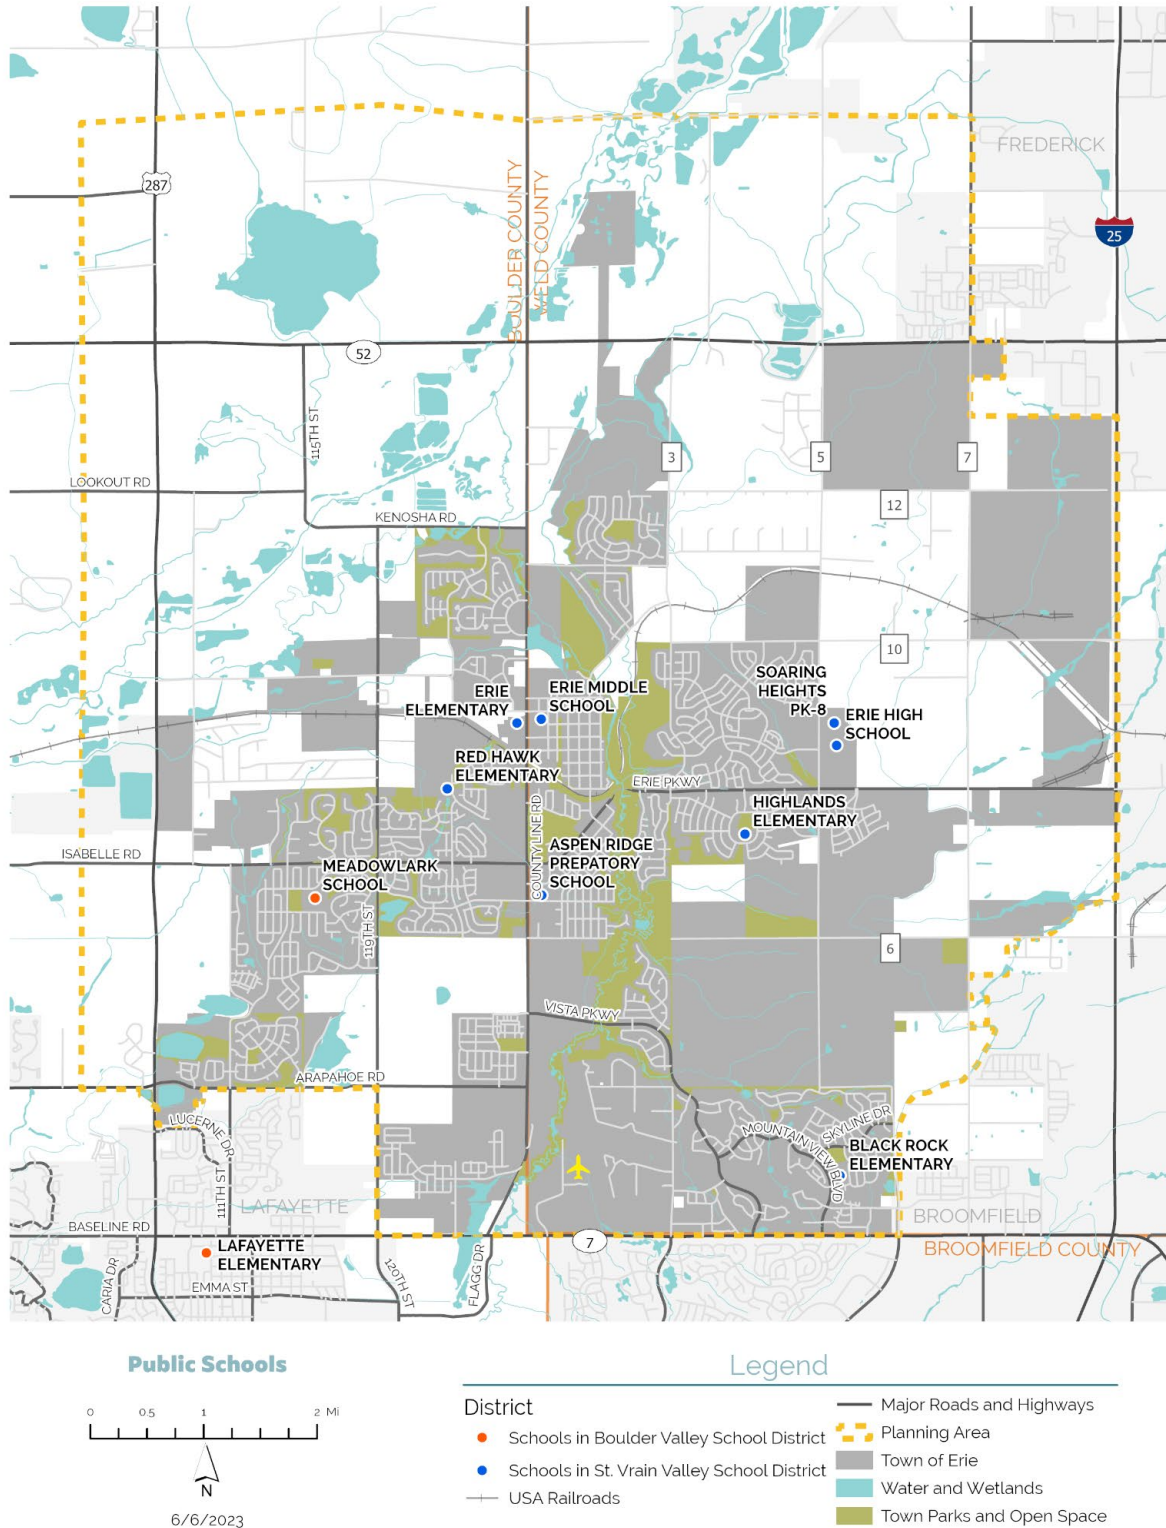 FREDERICK
287
BOULDER COUNTY
WELD COUNTY
25
52
115TH ST
3
5
7
LOOKOUT RD
12
KENOSHA RD
10
SOARING
HEIGHTS
PK-8
ERIE
ELEMENTARY
ERIE MIDDLE
SCHOOL
ERIE HIGH
SCHOOL
RED HAWK
ELEMENTARY
ERIE PKWY
HIGHLANDS
ELEMENTARY
COUNTY LINE RD
ISABELLE RD
ASPEN RIDGE
PREPATORY
SCHOOL
MEADOWLARK
SCHOOL
119TH ST
6
VISTA PKWY
ARAPAHOE RD
LUCERNE DR
SKYLINE DR
MOUNTAIN VIEW BLVD
BLACK ROCK
ELEMENTARY
111TH ST
LAFAYETTE
BROOMFIELD
BASELINE RD
7
BROOMFIELD COUNTY
LAFAYETTE
ELEMENTARY
CARIA DR
EMMA ST
120TH ST
FLAGG DR
Public Schools
0 0.5 1 2 Mi
N
6/6/2023
Legend
District
Schools in Boulder Valley School District
Schools in St. Vrain Valley School District
USA Railroads
Major Roads and Highways
Planning Area
Town of Erie
Water and Wetlands
Town Parks and Open Space